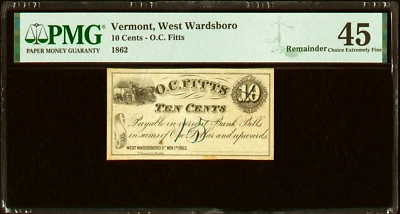 PMG
PAPER MONEY GUARANTY
Vermont, West Wardsboro
10 Cents - O.C. Fitts
1862
45
Remainder Choice Extremely Fine
O.C. FITTS
10
TEN CENTS
Payable in current Bank Bills
in sums of One Dollar and upwards
WEST WARDSBORO, Vt. NOV. 1st 1862.